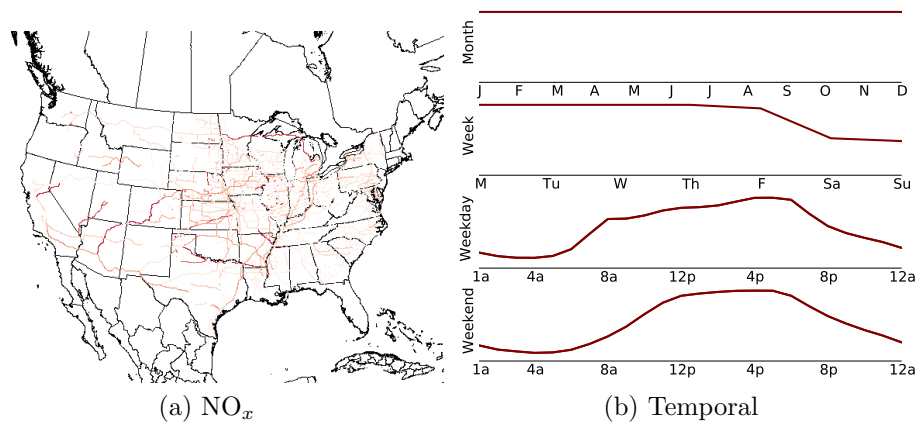 Month
J F M A M J J A S O N D
Week
M Tu W Th F Sa Su
Weekday
1a 4a 8a 12p 4p 8p 12a
Weekend
1a 4a 8a 12p 4p 8p 12a
(a) NOₓ
(b) Temporal